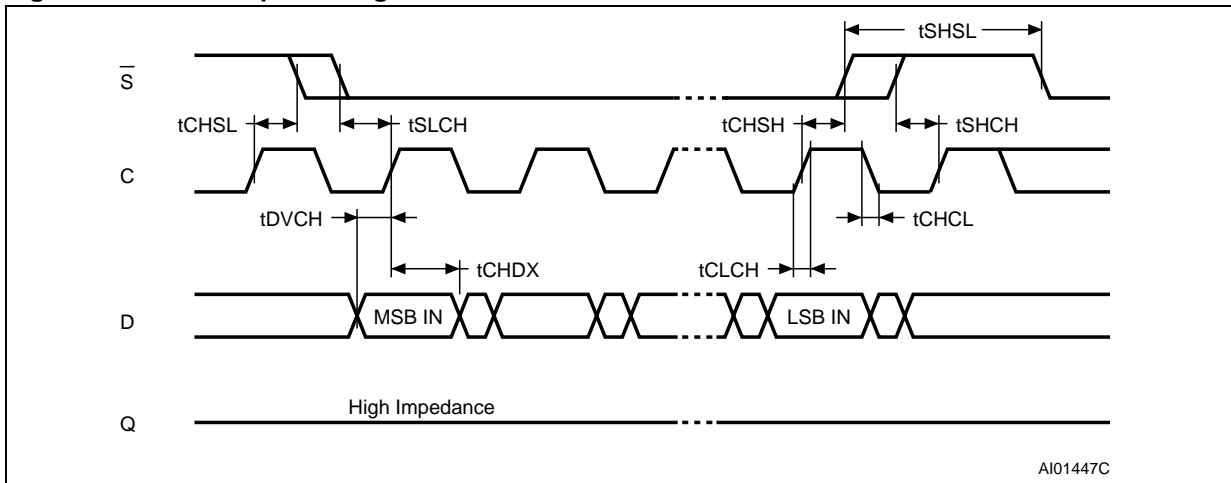 tSHSL
S
tCHSL
tSLCH
tCHSH
tSHCH
C
tDVCH
tCHCL
tCHDX
tCLCH
D
MSB IN
LSB IN
High Impedance
Q
AI01447C